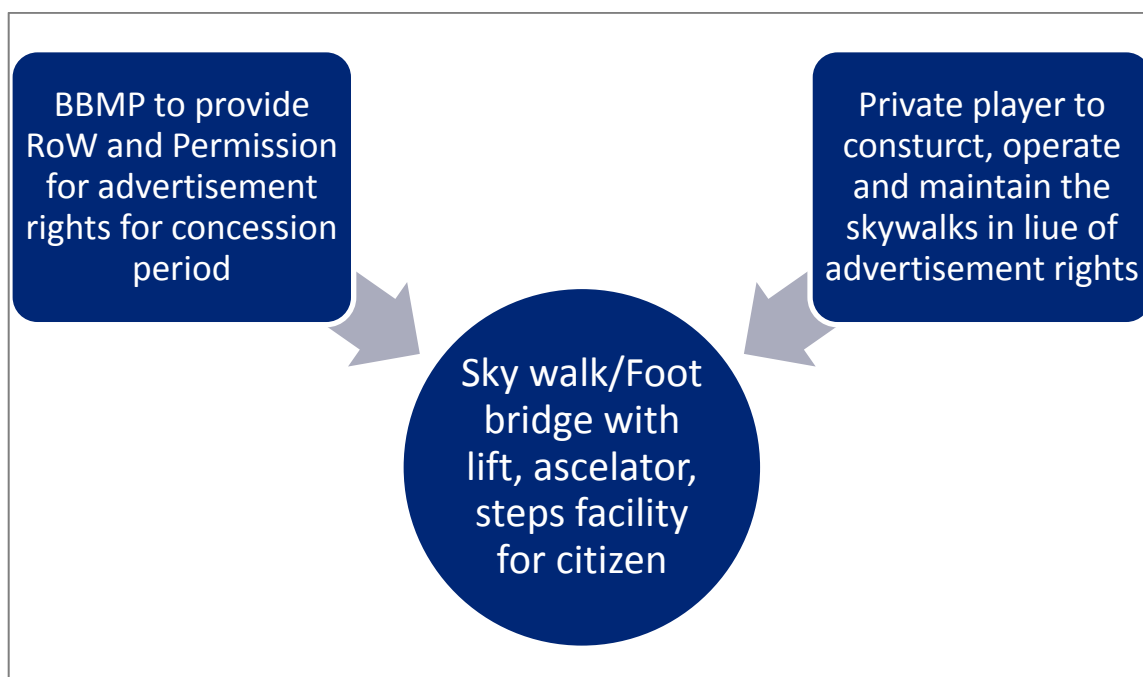 BBMP to provide
RoW and Permission
for advertisement
rights for concession
period
Private player to
consturct, operate
and maintain the
skywalks in liue of
advertisement rights
Sky walk/Foot
bridge with
lift, ascelator,
steps facility
for citizen